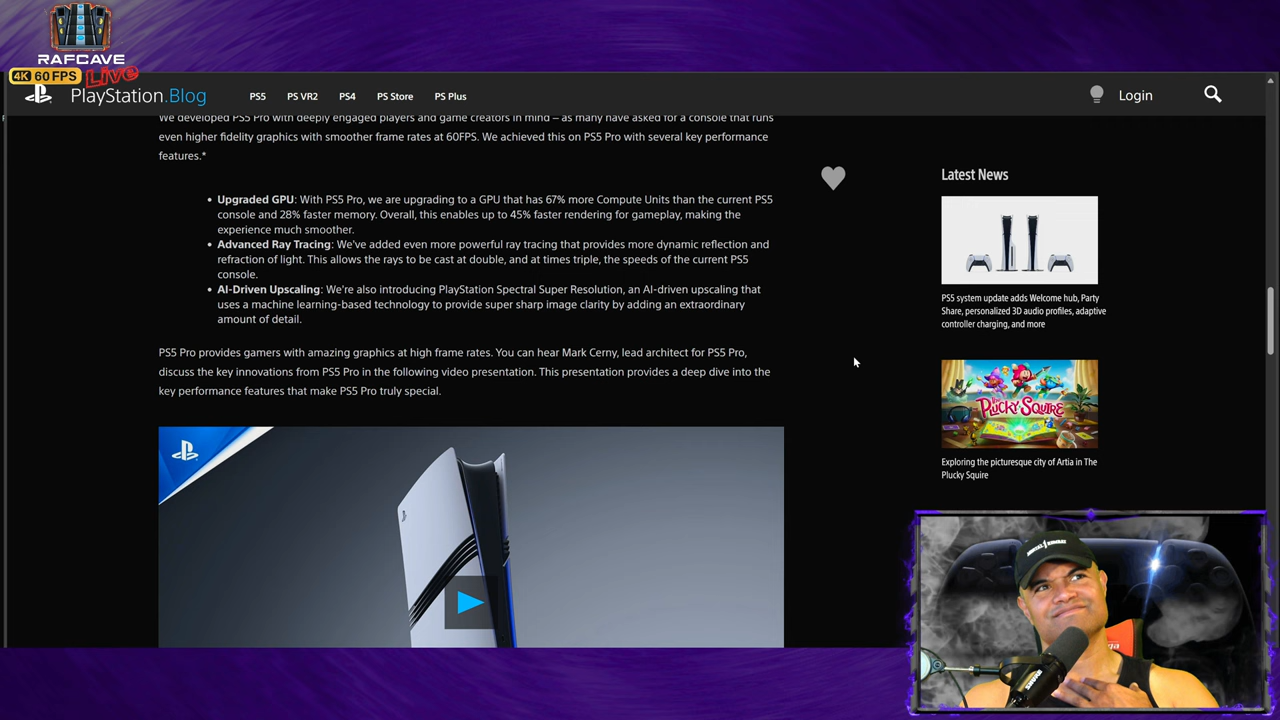 RAFCAVE
4K 60 FPS
Live
PlayStation.Blog
PS5
PS VR2
PS4
PS Store
PS Plus
Login
We developed PS5 Pro with deeply engaged players and game creators in mind – as many have asked for a console that runs
even higher fidelity graphics with smoother frame rates at 60FPS. We achieved this on PS5 Pro with several key performance
features.*
• Upgraded GPU: With PS5 Pro, we are upgrading to a GPU that has 67% more Compute Units than the current PS5
console and 28% faster memory. Overall, this enables up to 45% faster rendering for gameplay, making the
experience much smoother.
• Advanced Ray Tracing: We've added even more powerful ray tracing that provides more dynamic reflection and
refraction of light. This allows the rays to be cast at double, and at times triple, the speeds of the current PS5
console.
• AI-Driven Upscaling: We're also introducing PlayStation Spectral Super Resolution, an AI-driven upscaling that
uses a machine learning-based technology to provide super sharp image clarity by adding an extraordinary
amount of detail.
PS5 Pro provides gamers with amazing graphics at high frame rates. You can hear Mark Cerny, lead architect for PS5 Pro,
discuss the key innovations from PS5 Pro in the following video presentation. This presentation provides a deep dive into the
key performance features that make PS5 Pro truly special.
Latest News
PS5 system update adds Welcome hub, Party
Share, personalized 3D audio profiles, adaptive
controller charging, and more
THE
PLUCKY SQUIRE
Exploring the picturesque city of Artia in The
Plucky Squire